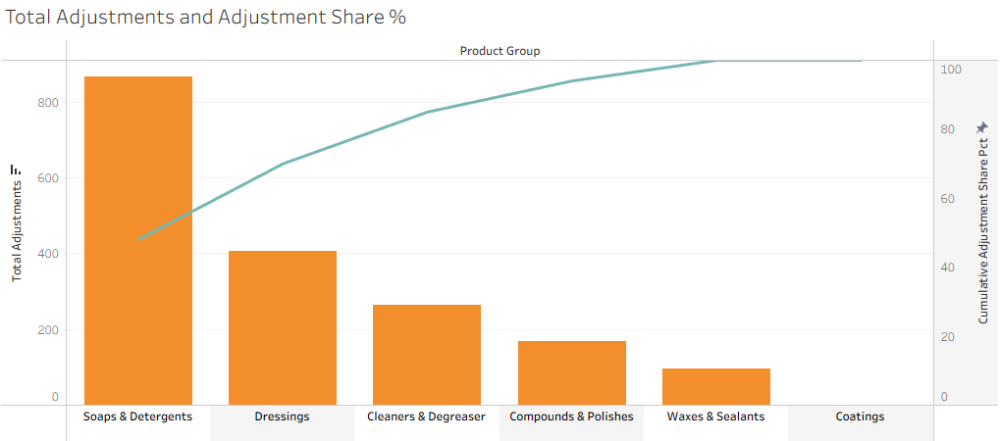 Total Adjustments and Adjustment Share %
Product Group
Total Adjustments
800
600
400
200
0
Cumulative Adjustment Share Pct
100
80
60
40
20
0
Soaps & Detergents
Dressings
Cleaners & Degreaser
Compounds & Polishes
Waxes & Sealants
Coatings